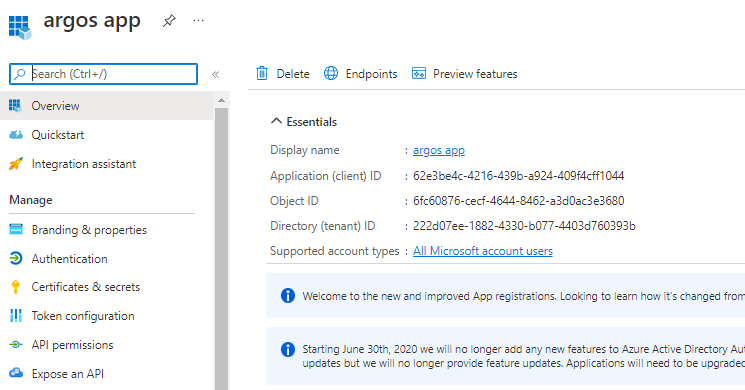 argos app
Search (Ctrl+/)
Overview
Quickstart
Integration assistant
Manage
Branding & properties
Authentication
Certificates & secrets
Token configuration
API permissions
Expose an API
Delete
Endpoints
Preview features
Essentials
Display name : argos app
Application (client) ID : 62e3be4c-4216-439b-a924-409f4cff1044
Object ID : 6fc60876-cecf-4644-8462-a3d0ac3e3680
Directory (tenant) ID : 222d07ee-1882-4330-b077-4403d760393b
Supported account types : All Microsoft account users
Welcome to the new and improved App registrations. Looking to learn how it's changed from
Starting June 30th, 2020 we will no longer add any new features to Azure Active Directory Aut
updates but we will no longer provide feature updates. Applications will need to be upgraded